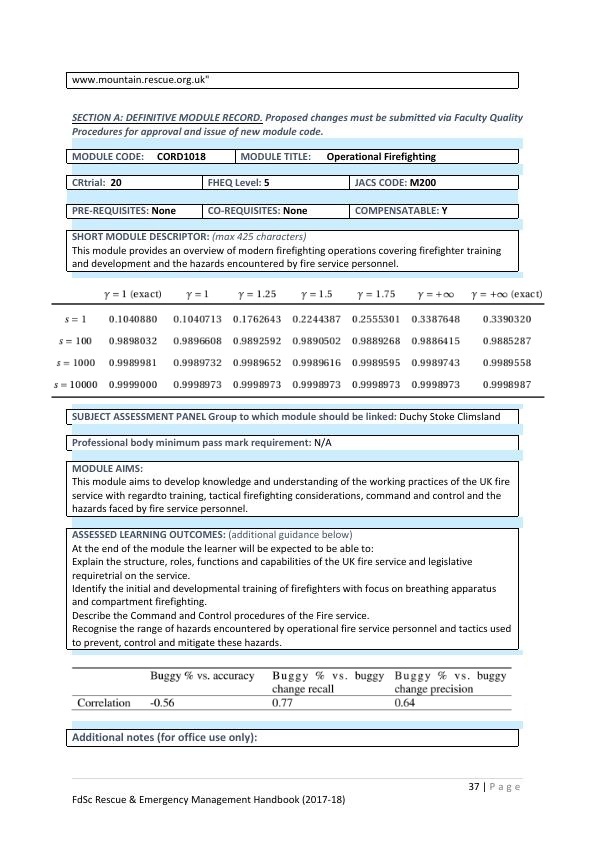 www.mountain.rescue.org.uk"
SECTION A: DEFINITIVE MODULE RECORD. Proposed changes must be submitted via Faculty Quality
Procedures for approval and issue of new module code.
MODULE CODE: CORD1018 MODULE TITLE: Operational Firefighting
CRtrial: 20 FHEQ Level: 5 JACS CODE: M200
PRE-REQUISITES: None CO-REQUISITES: None COMPENSATABLE: Y
SHORT MODULE DESCRIPTOR: (max 425 characters)
This module provides an overview of modern firefighting operations covering firefighter training
and development and the hazards encountered by fire service personnel.
γ = 1 (exact) γ = 1 γ = 1.25 γ = 1.5 γ = 1.75 γ = +∞ γ = +∞ (exact)
s = 1 0.1040880 0.1040713 0.1762643 0.2244387 0.2555301 0.3387648 0.3390320
s = 100 0.9898032 0.9896608 0.9892592 0.9890502 0.9889268 0.9886415 0.9885287
s = 1000 0.9989981 0.9989732 0.9989652 0.9989616 0.9989595 0.9989743 0.9989558
s = 10000 0.9999000 0.9998973 0.9998973 0.9998973 0.9998973 0.9998973 0.9998987
SUBJECT ASSESSMENT PANEL Group to which module should be linked: Duchy Stoke Climsland
Professional body minimum pass mark requirement: N/A
MODULE AIMS:
This module aims to develop knowledge and understanding of the working practices of the UK fire
service with regardto training, tactical firefighting considerations, command and control and the
hazards faced by fire service personnel.
ASSESSED LEARNING OUTCOMES: (additional guidance below)
At the end of the module the learner will be expected to be able to:
Explain the structure, roles, functions and capabilities of the UK fire service and legislative
requiretrial on the service.
Identify the initial and developmental training of firefighters with focus on breathing apparatus
and compartment firefighting.
Describe the Command and Control procedures of the Fire service.
Recognise the range of hazards encountered by operational fire service personnel and tactics used
to prevent, control and mitigate these hazards.
Buggy % vs. accuracy Buggy % vs. buggy Buggy % vs. buggy
change recall change precision
Correlation -0.56 0.77 0.64
Additional notes (for office use only):
37 | Page
FdSc Rescue & Emergency Management Handbook (2017-18)